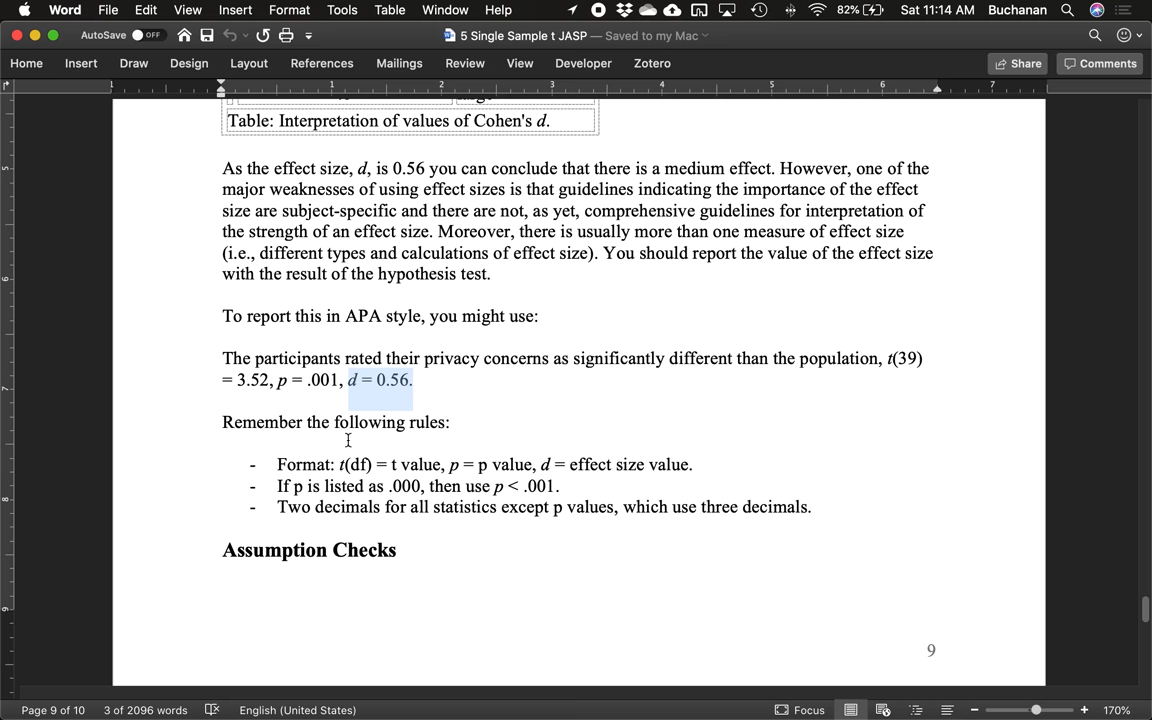 Word File Edit View Insert Format Tools Table Window Help 82% Sat 11:14 AM Buchanan
AutoSave OFF 5 Single Sample t JASP — Saved to my Mac
Home Insert Draw Design Layout References Mailings Review View Developer Zotero Share Comments
1 1 2 3 4 5 6 7
Table: Interpretation of values of Cohen's d.
As the effect size, d, is 0.56 you can conclude that there is a medium effect. However, one of the
major weaknesses of using effect sizes is that guidelines indicating the importance of the effect
size are subject-specific and there are not, as yet, comprehensive guidelines for interpretation of
the strength of an effect size. Moreover, there is usually more than one measure of effect size
(i.e., different types and calculations of effect size). You should report the value of the effect size
with the result of the hypothesis test.
To report this in APA style, you might use:
The participants rated their privacy concerns as significantly different than the population, t(39)
= 3.52, p = .001, d = 0.56.
Remember the following rules:
- Format: t(df) = t value, p = p value, d = effect size value.
- If p is listed as .000, then use p < .001.
- Two decimals for all statistics except p values, which use three decimals.
Assumption Checks
9
Page 9 of 10 3 of 2096 words English (United States) Focus 170%